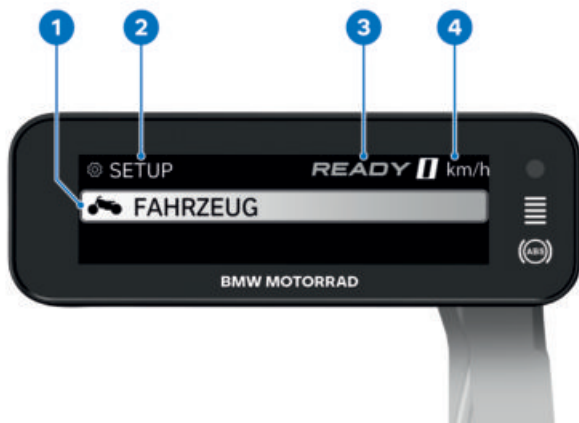 1 2 3 4
SETUP READY 0 km/h
FAHRZEUG
ABS
BMW MOTORRAD